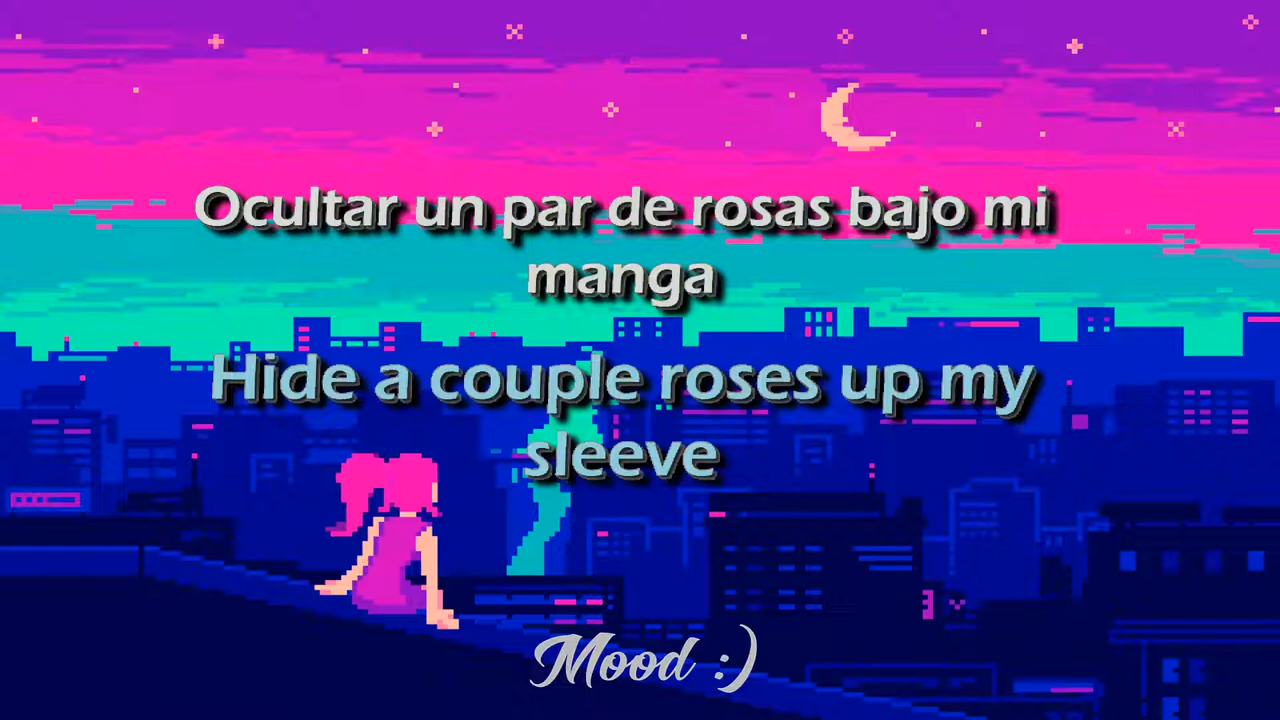 Ocultar un par de rosas bajo mi
manga
Hide a couple roses up my
sleeve
Mood :)